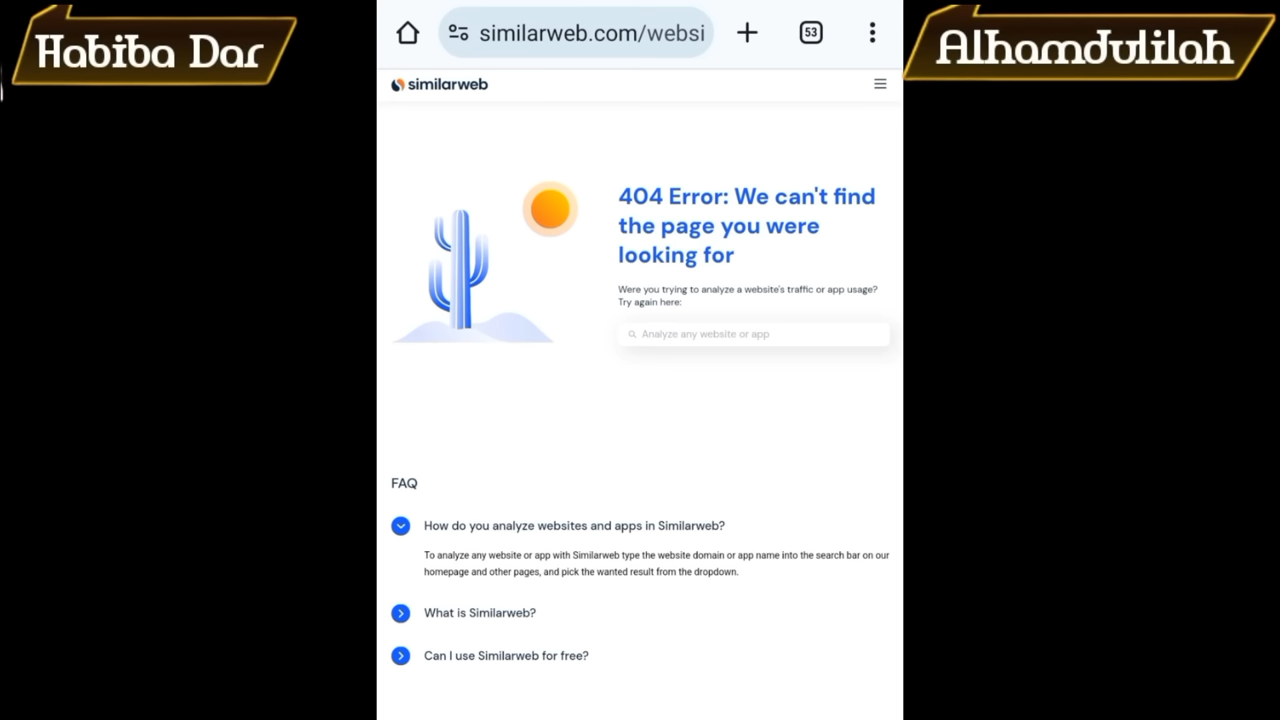 Habiba Dar
Alhamdulilah
similarweb.com/websi
53
similarweb
404 Error: We can't find
the page you were
looking for
Were you trying to analyze a website's traffic or app usage?
Try again here:
Analyze any website or app
FAQ
How do you analyze websites and apps in Similarweb?
To analyze any website or app with Similarweb type the website domain or app name into the search bar on our
homepage and other pages, and pick the wanted result from the dropdown.
What is Similarweb?
Can I use Similarweb for free?